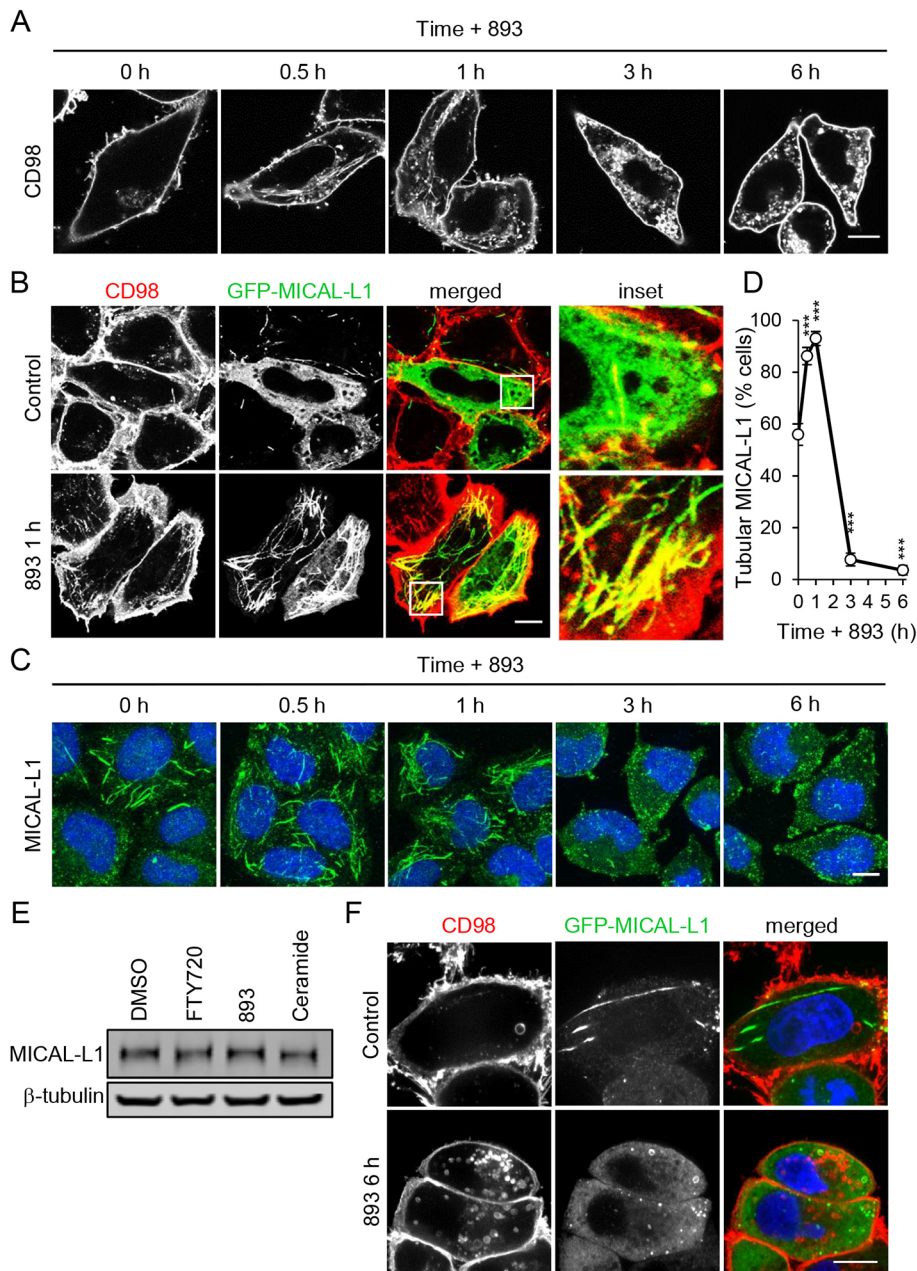 A
Time + 893
0 h 0.5 h 1 h 3 h 6 h
CD98
B
CD98 GFP-MICAL-L1 merged inset
Control
893 1 h
D
Tubular MICAL-L1 (% cells)
100
80
60
40
20
0
***
***
***
***
0 1 2 3 4 5 6
Time + 893 (h)
C
Time + 893
0 h 0.5 h 1 h 3 h 6 h
MICAL-L1
E
DMSO FTY720 893 Ceramide
MICAL-L1
β-tubulin
F
CD98 GFP-MICAL-L1 merged
Control
893 6 h